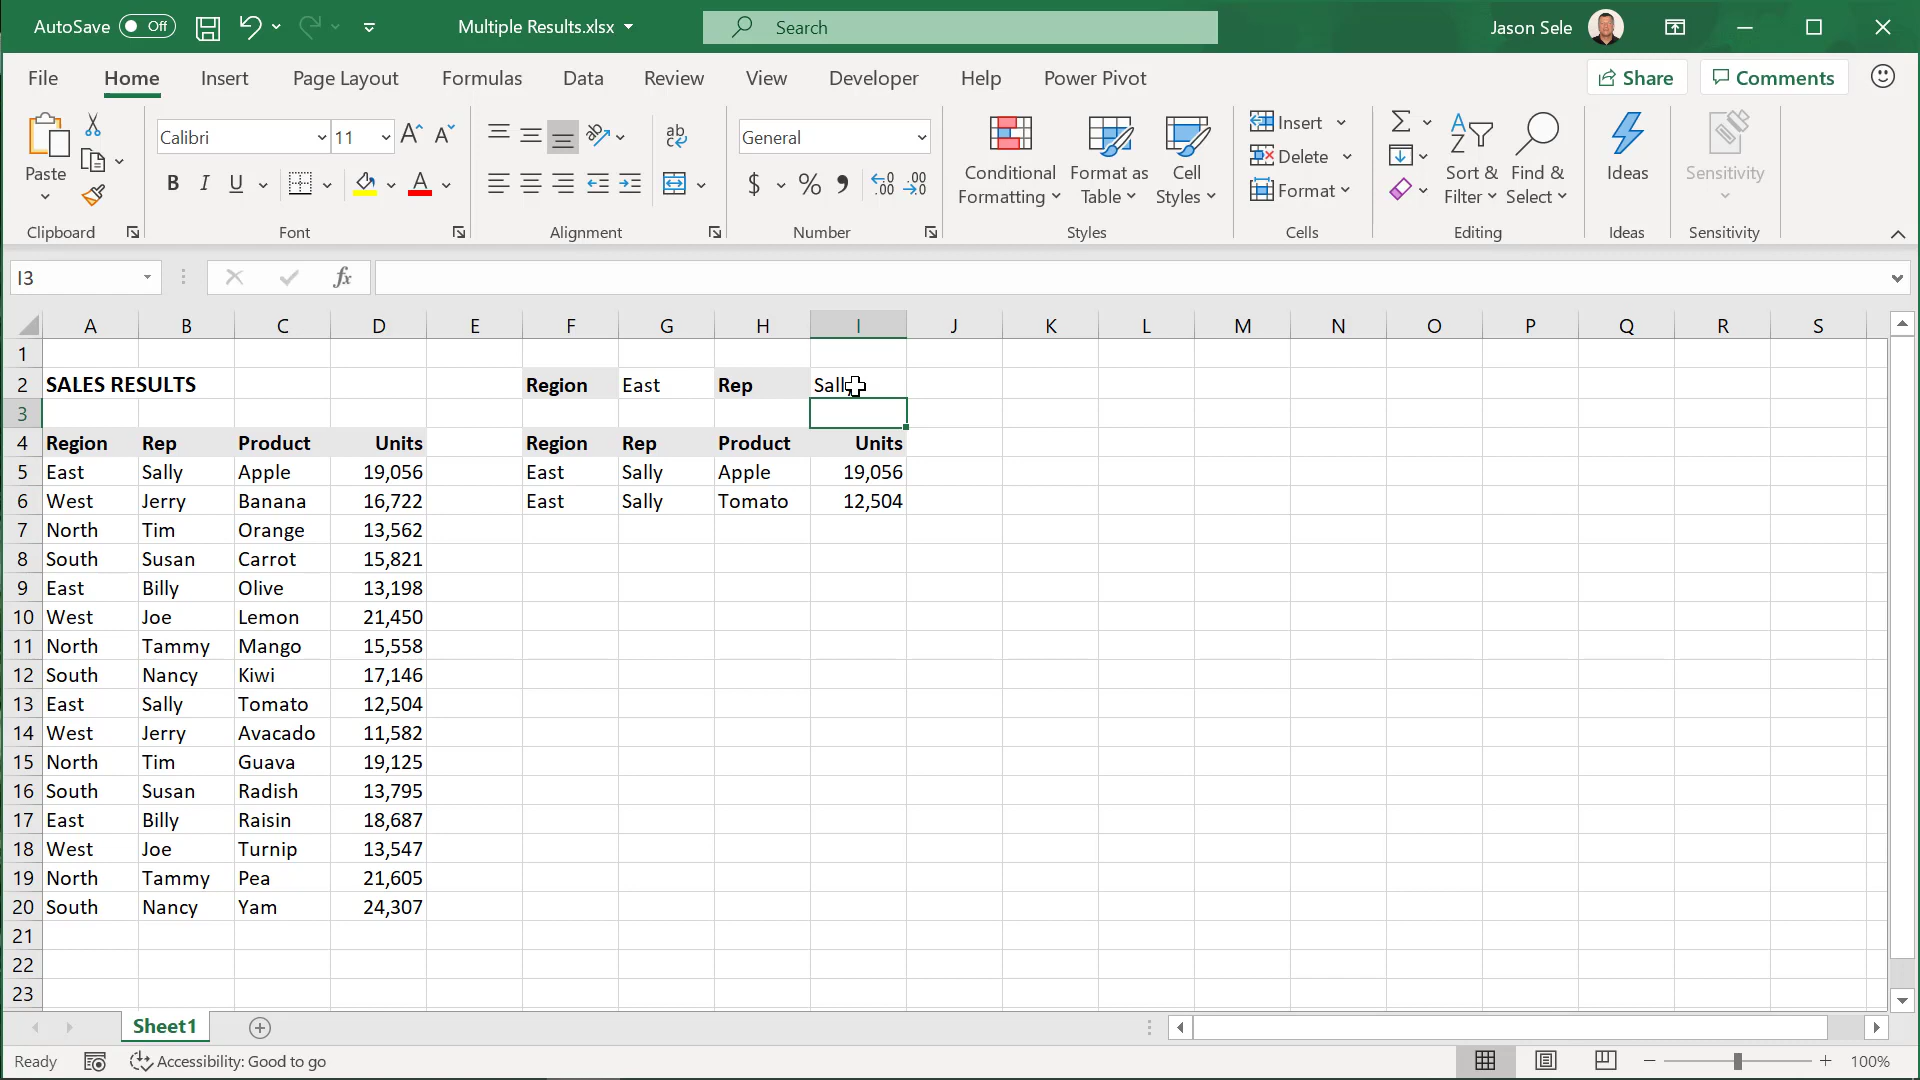 AutoSave Off Multiple Results.xlsx Search Jason Sele
File Home Insert Page Layout Formulas Data Review View Developer Help Power Pivot Share Comments
Paste Calibri 11 General Conditional Formatting Format as Table Cell Styles Insert Delete Format Sort & Filter Find & Select Ideas Sensitivity
Clipboard Font Alignment Number Styles Cells Editing Ideas Sensitivity
I3 fx
A B C D E F G H I J K L M N O P Q R S
1
2 SALES RESULTS Region East Rep
3
4 Region Rep Product Units Region Rep Product Units
5 East Sally Apple 19,056 East Sally Apple 19,056
6 West Jerry Banana 16,722 East Sally Tomato 12,504
7 North Tim Orange 13,562
8 South Susan Carrot 15,821
9 East Billy Olive 13,198
10 West Joe Lemon 21,450
11 North Tammy Mango 15,558
12 South Nancy Kiwi 17,146
13 East Sally Tomato 12,504
14 West Jerry Avacado 11,582
15 North Tim Guava 19,125
16 South Susan Radish 13,795
17 East Billy Raisin 18,687
18 West Joe Turnip 13,547
19 North Tammy Pea 21,605
20 South Nancy Yam 24,307
21
22
23
Sheet1
Ready Accessibility: Good to go 100%